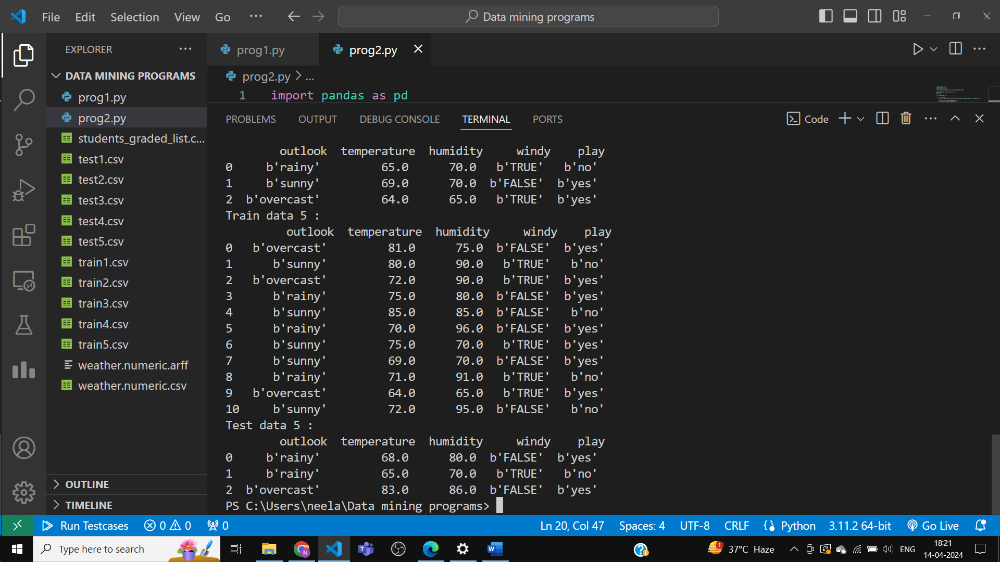 File Edit Selection View Go ··· Data mining programs
EXPLORER ···
DATA MINING PROGRAMS
prog1.py
prog2.py
students_graded_list.c...
test1.csv
test2.csv
test3.csv
test4.csv
test5.csv
train1.csv
train2.csv
train3.csv
train4.csv
train5.csv
weather.numeric.arff
weather.numeric.csv
OUTLINE
TIMELINE
prog1.py prog2.py
prog2.py > ...
1 import pandas as pd
PROBLEMS OUTPUT DEBUG CONSOLE TERMINAL PORTS Code
outlook temperature humidity windy play
0 b'rainy' 65.0 70.0 b'TRUE' b'no'
1 b'sunny' 69.0 70.0 b'FALSE' b'yes'
2 b'overcast' 64.0 65.0 b'TRUE' b'yes'
Train data 5 :
outlook temperature humidity windy play
0 b'overcast' 81.0 75.0 b'FALSE' b'yes'
1 b'sunny' 80.0 90.0 b'TRUE' b'no'
2 b'overcast' 72.0 90.0 b'TRUE' b'yes'
3 b'rainy' 75.0 80.0 b'FALSE' b'yes'
4 b'sunny' 85.0 85.0 b'FALSE' b'no'
5 b'rainy' 70.0 96.0 b'FALSE' b'yes'
6 b'sunny' 75.0 70.0 b'TRUE' b'yes'
7 b'sunny' 69.0 70.0 b'FALSE' b'yes'
8 b'rainy' 71.0 91.0 b'TRUE' b'no'
9 b'overcast' 64.0 65.0 b'TRUE' b'yes'
10 b'sunny' 72.0 95.0 b'FALSE' b'no'
Test data 5 :
outlook temperature humidity windy play
0 b'rainy' 68.0 80.0 b'FALSE' b'yes'
1 b'rainy' 65.0 70.0 b'TRUE' b'no'
2 b'overcast' 83.0 86.0 b'FALSE' b'yes'
PS C:\Users\neela\Data mining programs>
Run Testcases 0 0 0 Ln 20, Col 47 Spaces: 4 UTF-8 CRLF Python 3.11.2 64-bit Go Live
Type here to search 1 37°C Haze ENG 18:21
14-04-2024